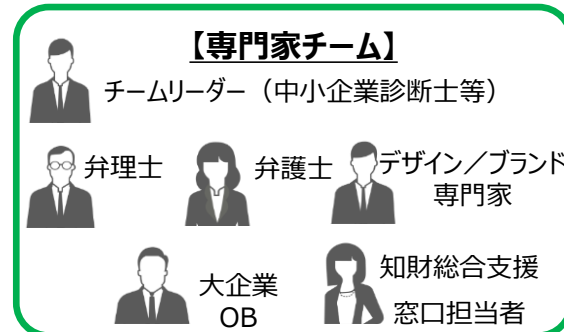 【専門家チーム】
チームリーダー（中小企業診断士等）
弁理士
弁護士
デザイン／ブランド
専門家
大企業
OB
知財総合支援
窓口担当者